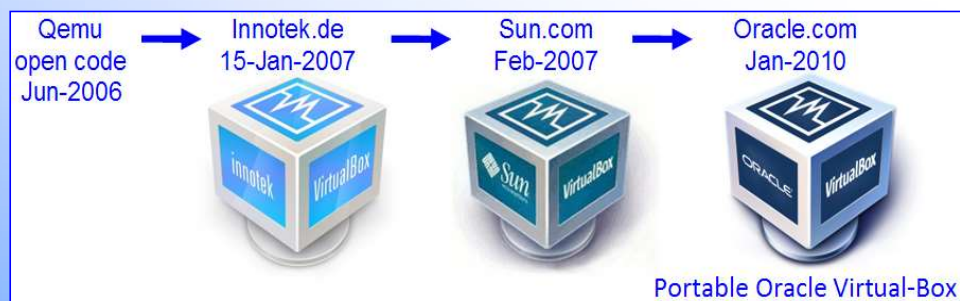 Qemu
open code
Jun-2006
Innotek.de
15-Jan-2007
Sun.com
Feb-2007
Oracle.com
Jan-2010
innotek
VirtualBox
Sun
VirtualBox
ORACLE
VirtualBox
Portable Oracle Virtual-Box